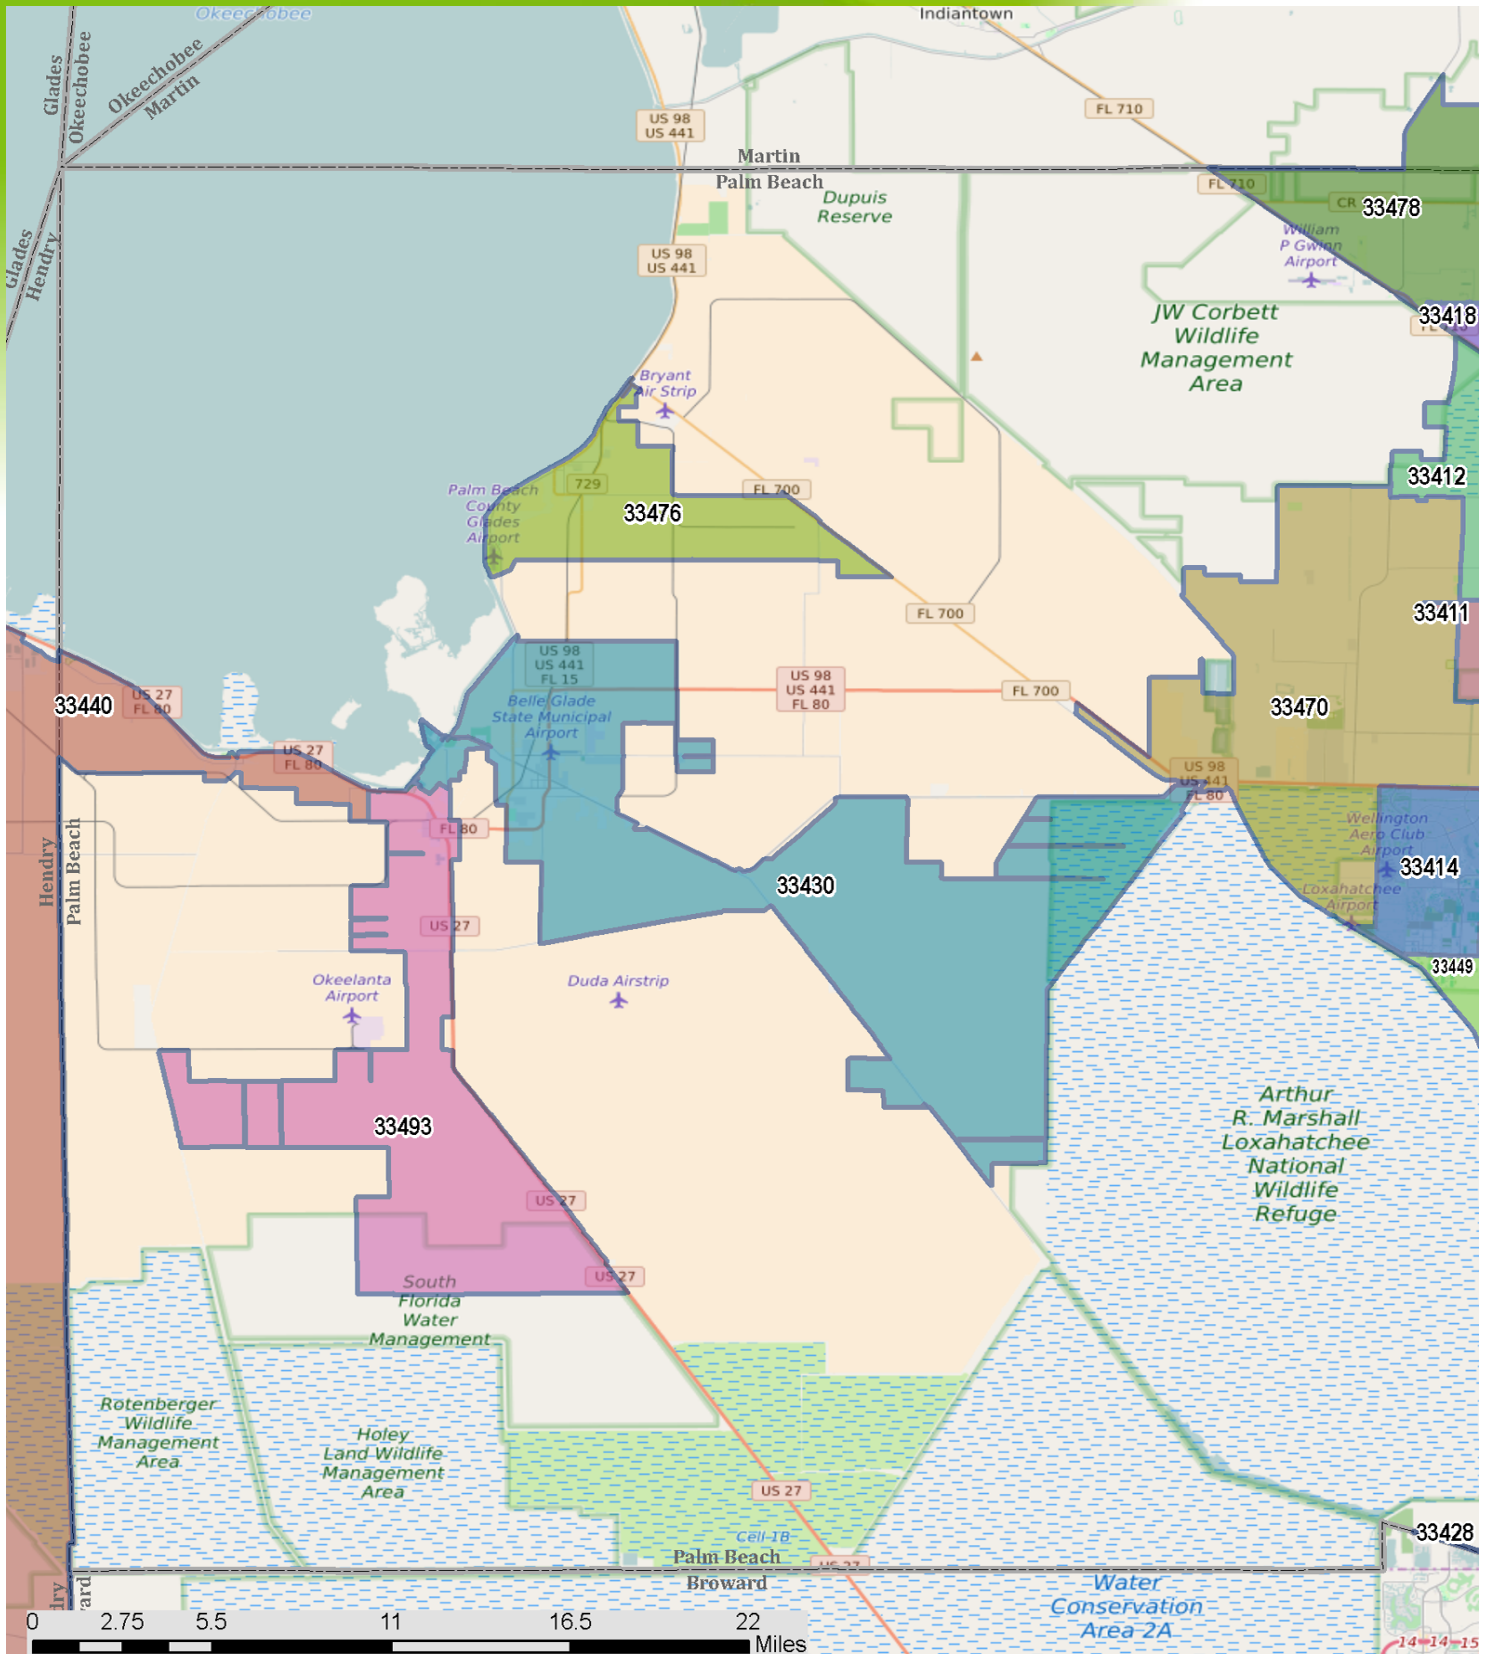 Okeechobee
Indiantown
Glades
Okeechobee
Okeechobee
Martin
US 98
US 441
FL 710
Martin
Palm Beach
FL 710
CR
33478
Dupuis
Reserve
William
P Gwinn
Airport
Glades
Hendry
US 98
US 441
33418
JW Corbett
Wildlife
Management
Area
Bryant
Air Strip
33412
729
FL 700
Palm Beach
County
Glades
Airport
33476
FL 700
33411
US 98
US 441
FL 15
US 98
US 441
FL 80
FL 700
33440
US 27
FL 80
Belle Glade
State Municipal
Airport
33470
US 27
FL 80
US 98
US 441
FL 80
FL 80
Wellington
Aero Club
Airport
33414
Hendry
Palm Beach
33430
Loxahatchee
Airport
US 27
33449
Okeelanta
Airport
Duda Airstrip
33493
Arthur
R. Marshall
Loxahatchee
National
Wildlife
Refuge
US 27
US 27
South
Florida
Water
Management
Rotenberger
Wildlife
Management
Area
Holey
Land Wildlife
Management
Area
US 27
Cell 1B
33428
Palm Beach
Broward
US 27
Water
Conservation
Area 2A
0 2.75 5.5 11 16.5 22
Miles
14-14-15